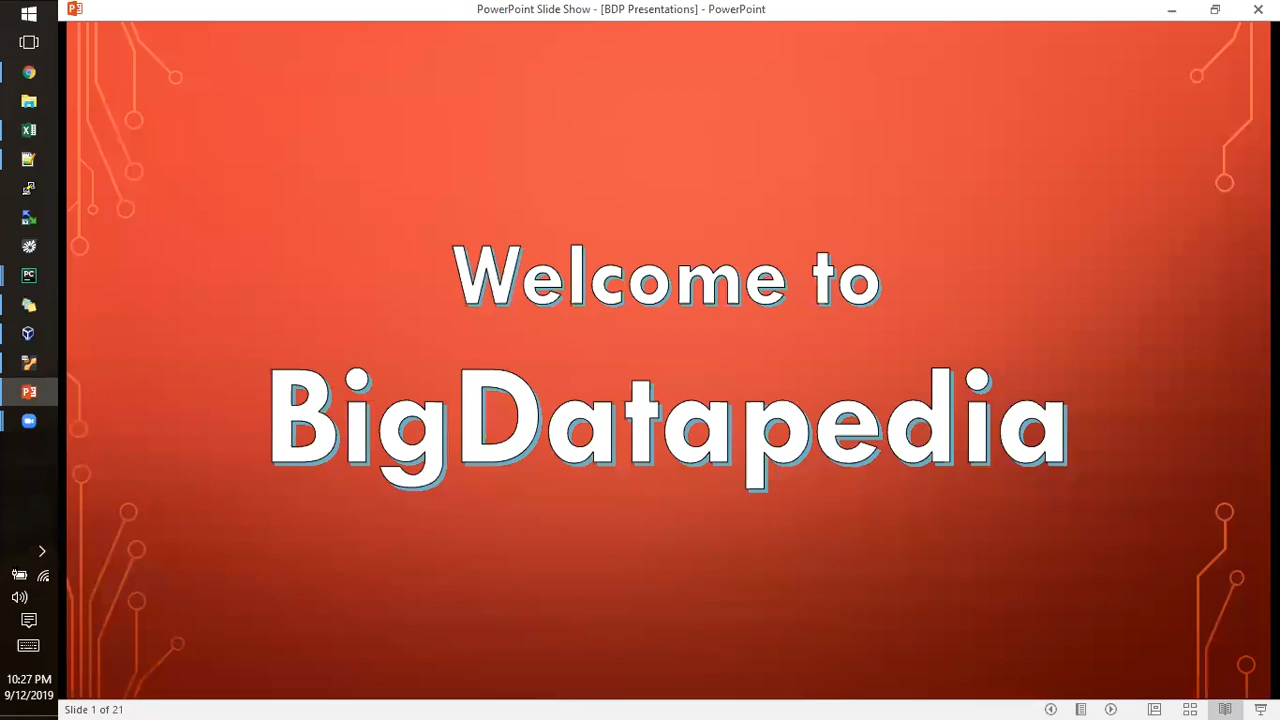 PowerPoint Slide Show - [BDP Presentations] - PowerPoint
Welcome to
BigDatapedia
PC
10:27 PM
9/12/2019
Slide 1 of 21